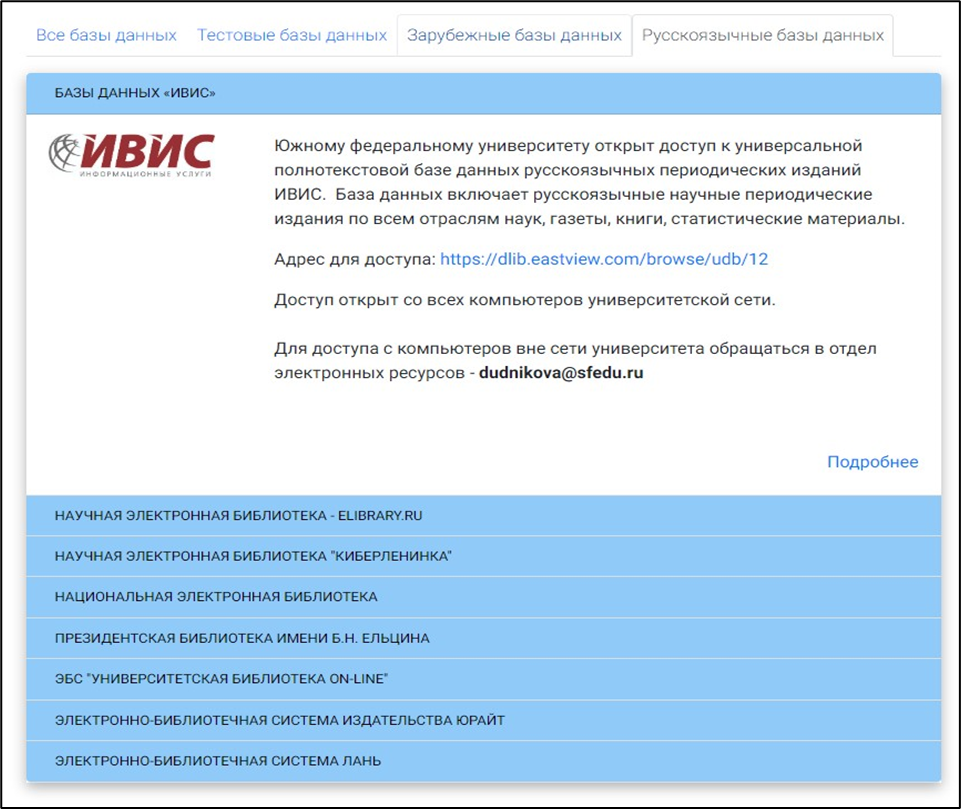 Все базы данных Тестовые базы данных Зарубежные базы данных Русскоязычные базы данных
БАЗЫ ДАННЫХ «ИВИС»
ИВИС
ИНФОРМАЦИОННЫЕ УСЛУГИ
Южному федеральному университету открыт доступ к универсальной
полнотекстовой базе данных русскоязычных периодических изданий
ИВИС. База данных включает русскоязычные научные периодические
издания по всем отраслям наук, газеты, книги, статистические материалы.
Адрес для доступа: https://dlib.eastview.com/browse/udb/12
Доступ открыт со всех компьютеров университетской сети.
Для доступа с компьютеров вне сети университета обращаться в отдел
электронных ресурсов - dudnikova@sfedu.ru
Подробнее
НАУЧНАЯ ЭЛЕКТРОННАЯ БИБЛИОТЕКА - ELIBRARY.RU
НАУЧНАЯ ЭЛЕКТРОННАЯ БИБЛИОТЕКА "КИБЕРЛЕНИНКА"
НАЦИОНАЛЬНАЯ ЭЛЕКТРОННАЯ БИБЛИОТЕКА
ПРЕЗИДЕНТСКАЯ БИБЛИОТЕКА ИМЕНИ Б.Н. ЕЛЬЦИНА
ЭБС "УНИВЕРСИТЕТСКАЯ БИБЛИОТЕКА ON-LINE"
ЭЛЕКТРОННО-БИБЛИОТЕЧНАЯ СИСТЕМА ИЗДАТЕЛЬСТВА ЮРАЙТ
ЭЛЕКТРОННО-БИБЛИОТЕЧНАЯ СИСТЕМА ЛАНЬ